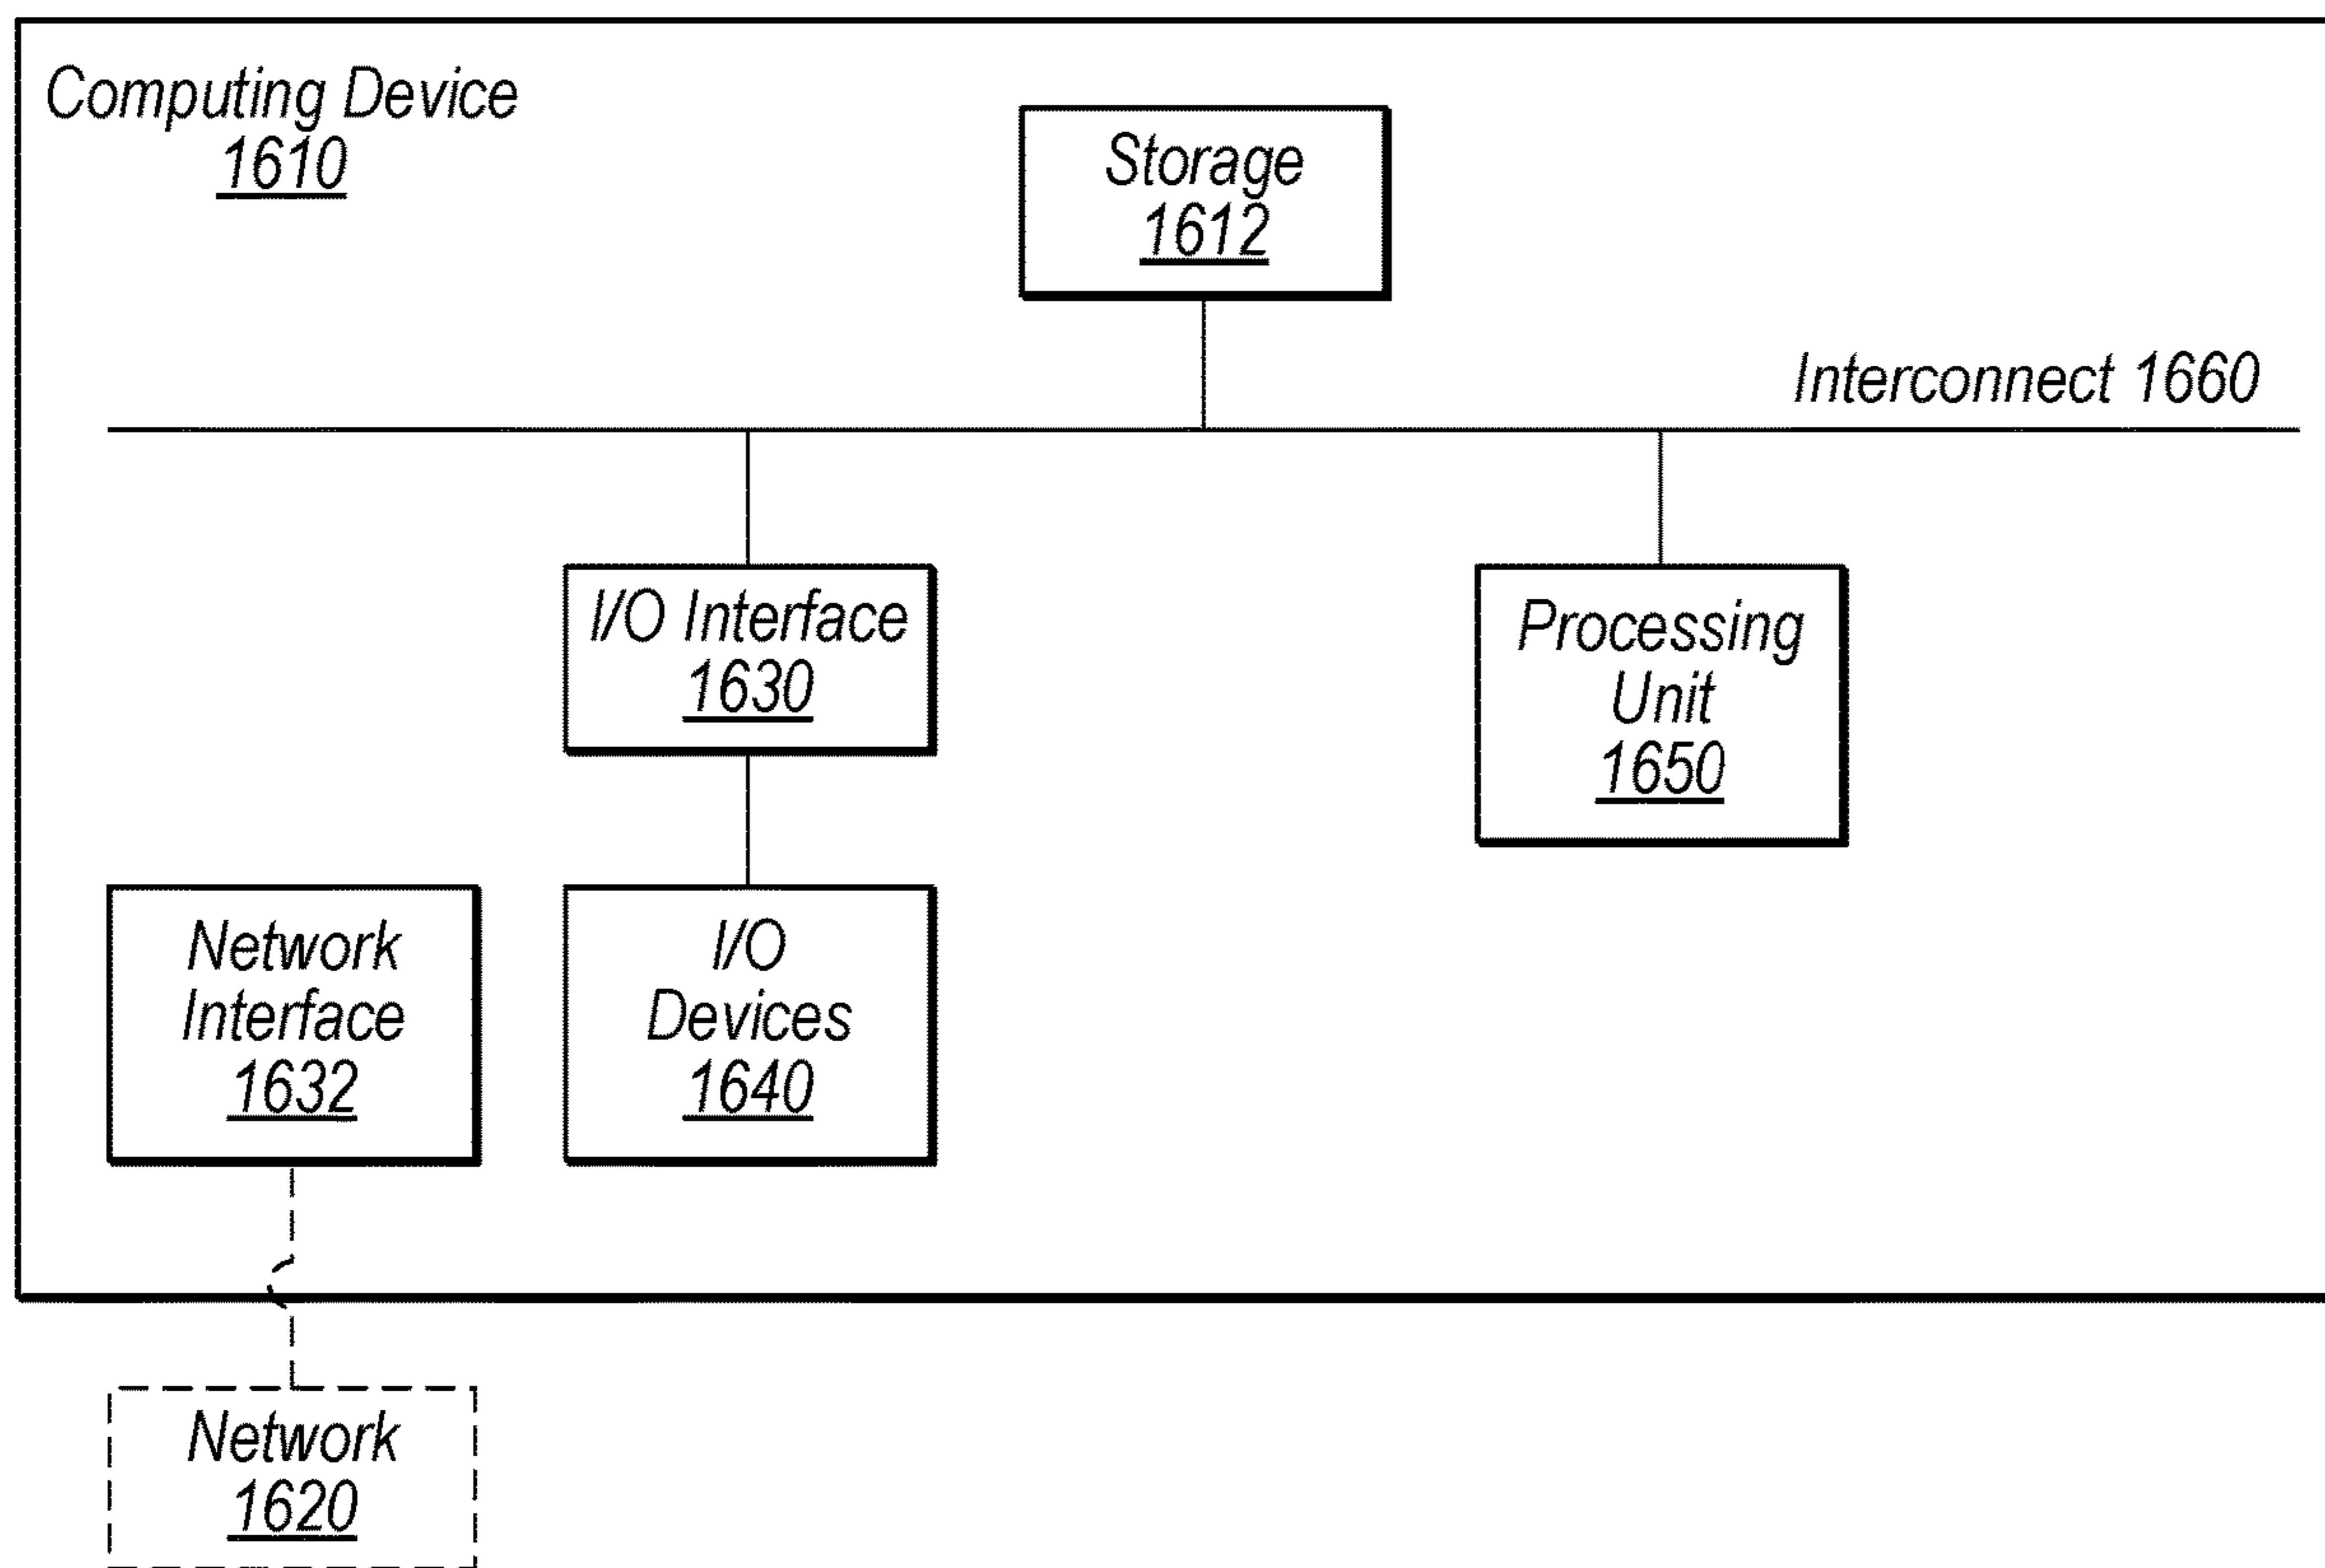 Computing Device
1610
Storage
1612
Interconnect 1660
I/O Interface
1630
Processing
Unit
1650
Network
Interface
1632
I/O
Devices
1640
Network
1620